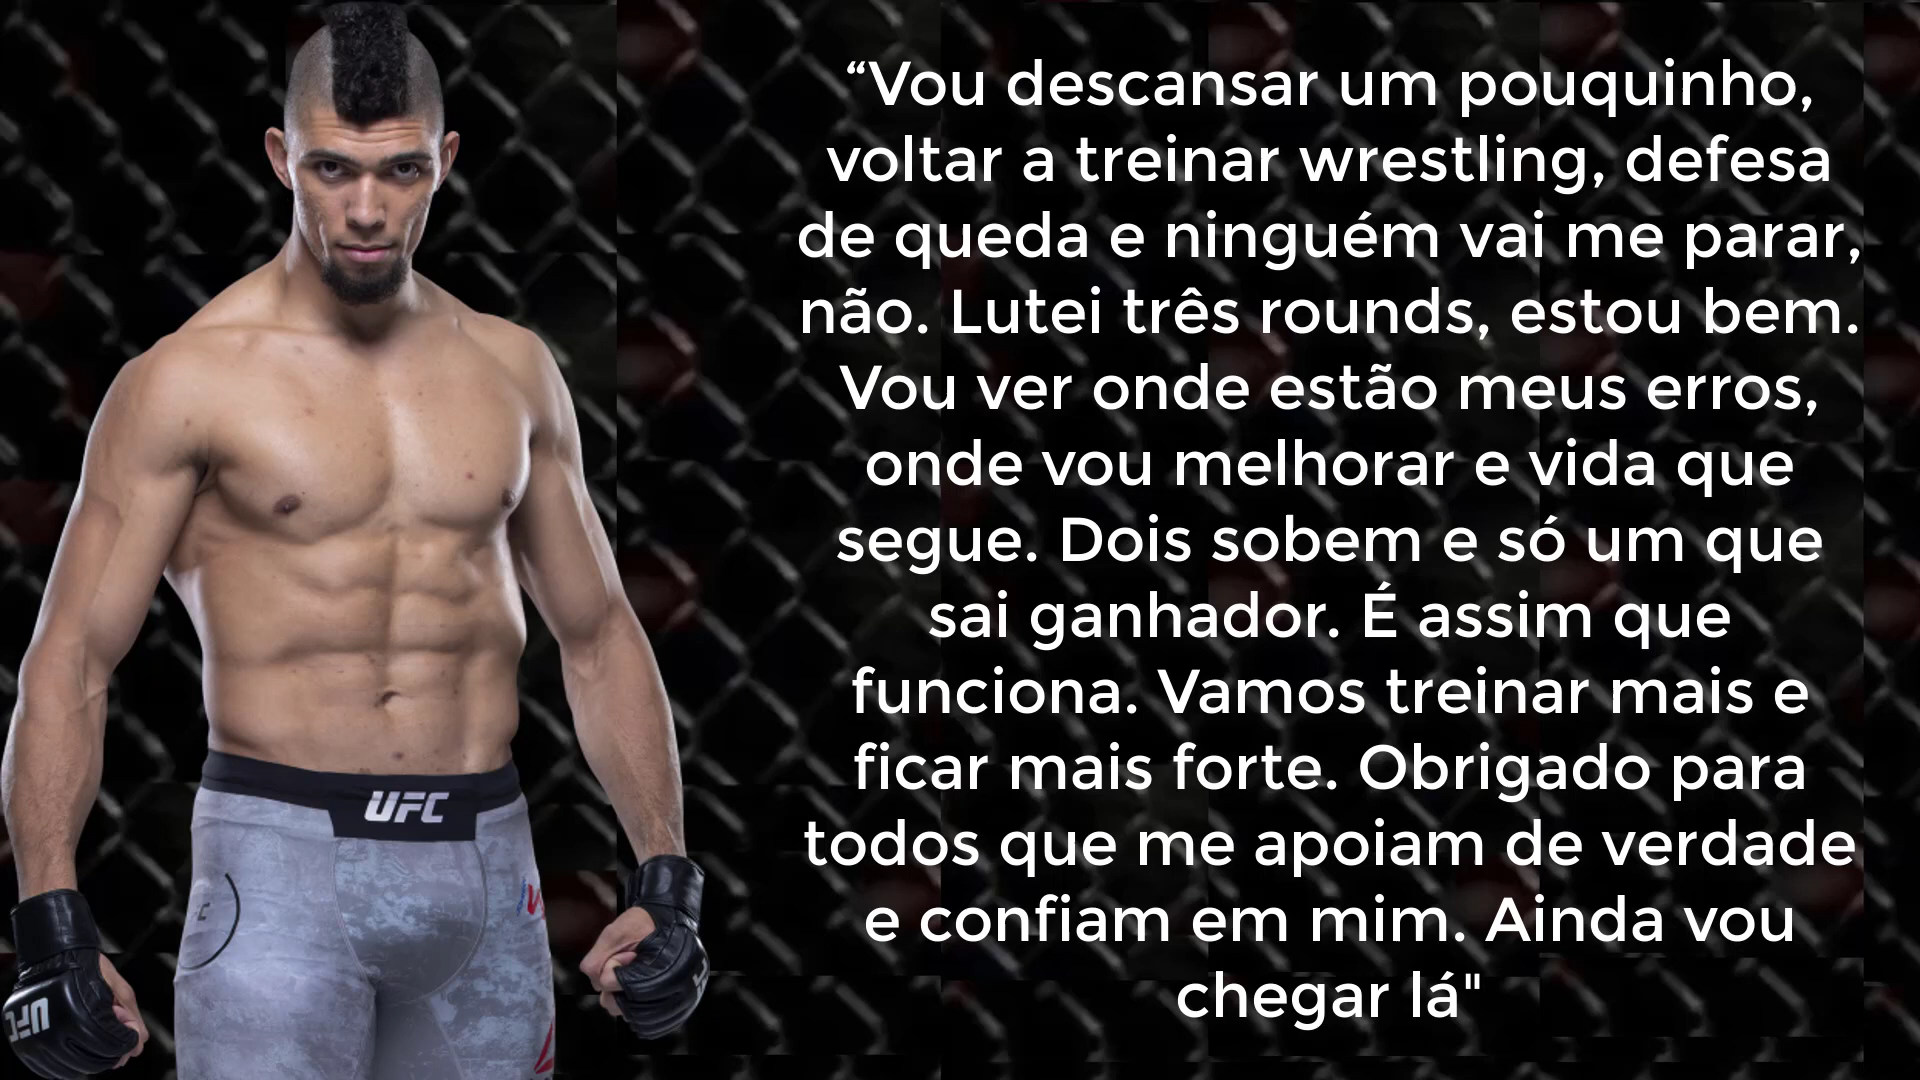 “Vou descansar um pouquinho,
voltar a treinar wrestling, defesa
de queda e ninguém vai me parar,
não. Lutei três rounds, estou bem.
Vou ver onde estão meus erros,
onde vou melhorar e vida que
segue. Dois sobem e só um que
sai ganhador. É assim que
funciona. Vamos treinar mais e
ficar mais forte. Obrigado para
todos que me apoiam de verdade
e confiam em mim. Ainda vou
chegar lá"
UFC
UFC